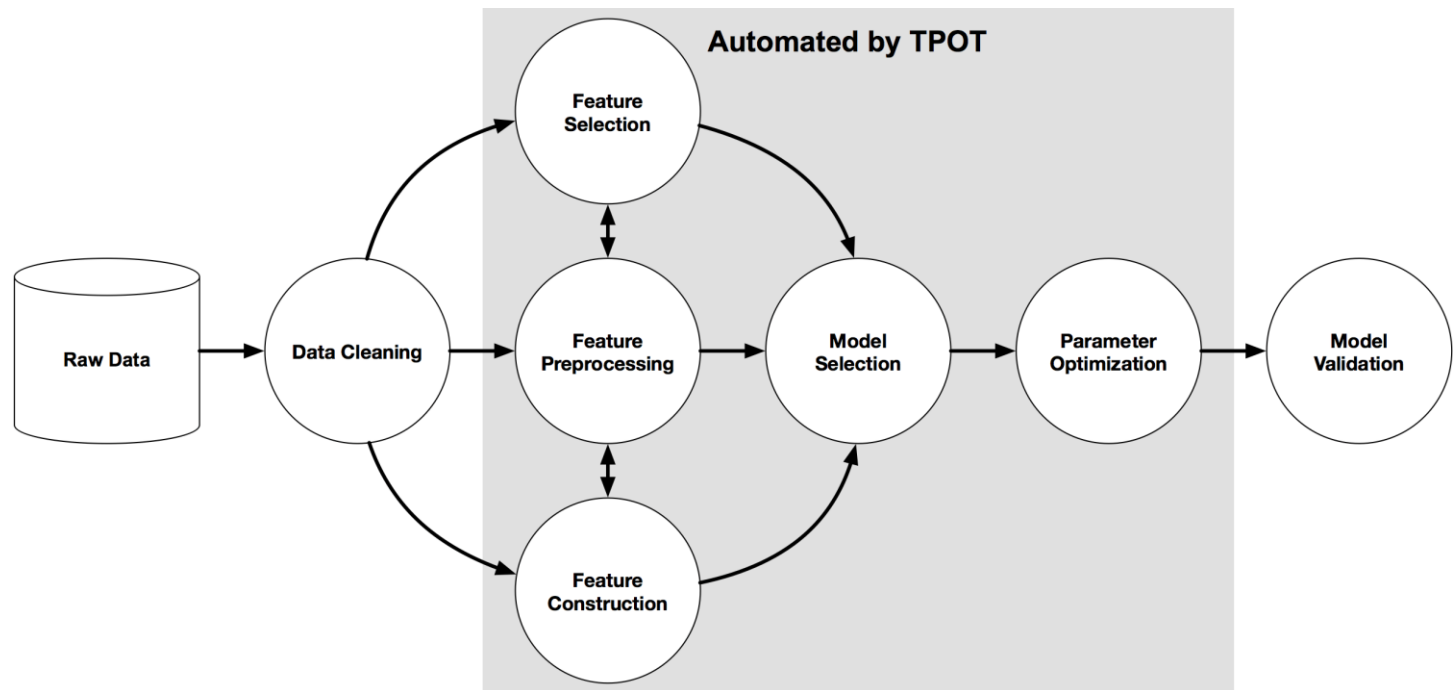 Automated by TPOT
Feature
Selection
Raw Data
Data Cleaning
Feature
Preprocessing
Model
Selection
Parameter
Optimization
Model
Validation
Feature
Construction